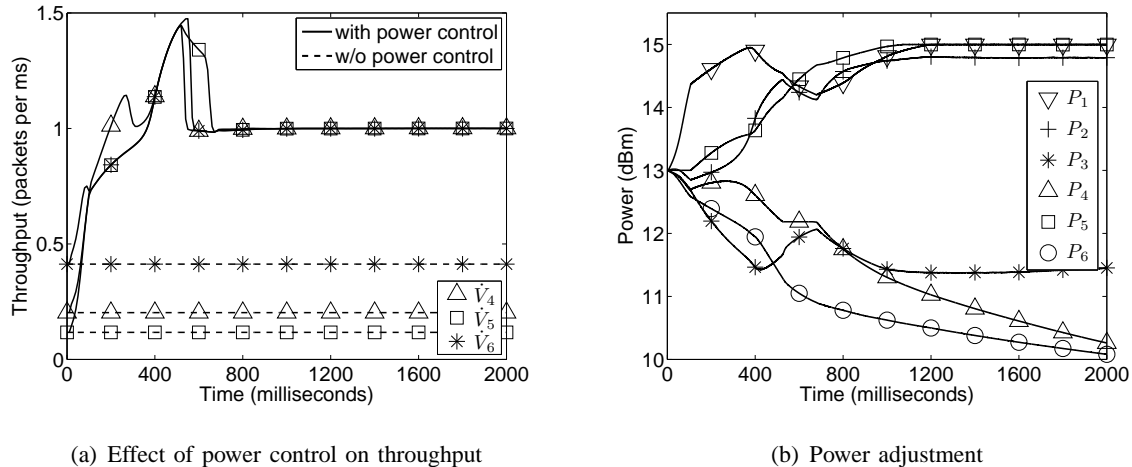 1.5
1
0.5
0
0
400
800
1200
1600
2000
Throughput (packets per ms)
Time (milliseconds)
with power control
w/o power control
V̇4
V̇5
V̇6
(a) Effect of power control on throughput
15
14
13
12
11
10
0
400
800
1200
1600
2000
Power (dBm)
Time (milliseconds)
P1
P2
P3
P4
P5
P6
(b) Power adjustment